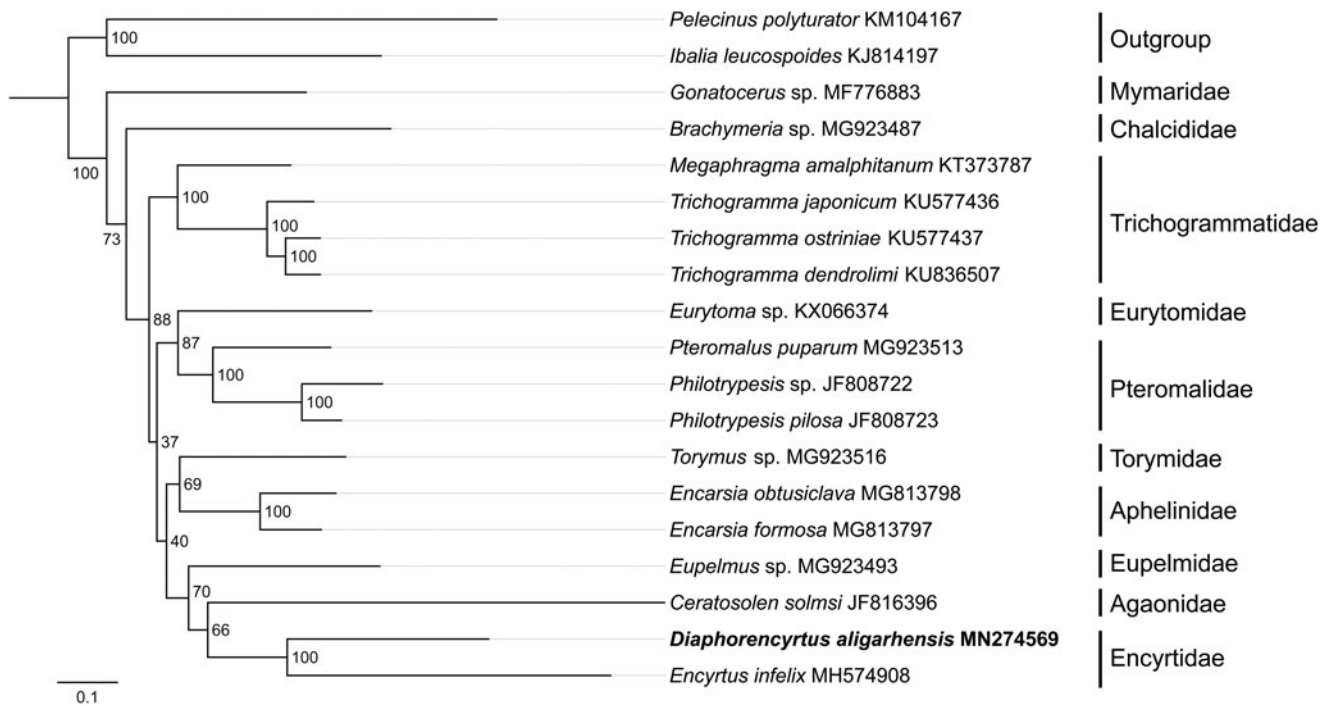 Pelecinus polyturator KM104167
Outgroup
100
Ibalia leucospoides KJ814197
Gonatocerus sp. MF776883
Mymaridae
Brachymeria sp. MG923487
Chalcididae
100
Megaphragma amalphitanum KT373787
100
Trichogramma japonicum KU577436
Trichogrammatidae
100
Trichogramma ostriniae KU577437
73
100
Trichogramma dendrolimi KU836507
Eurytoma sp. KX066374
Eurytomidae
88
87
Pteromalus puparum MG923513
100
Philotrypesis sp. JF808722
Pteromalidae
100
Philotrypesis pilosa JF808723
37
Torymus sp. MG923516
Torymidae
69
Encarsia obtusiclava MG813798
Aphelinidae
100
Encarsia formosa MG813797
40
Eupelmus sp. MG923493
Eupelmidae
70
Ceratosolen solmsi JF816396
Agaonidae
66
Diaphorencyrtus aligarhensis MN274569
Encyrtidae
100
Encyrtus infelix MH574908
0.1